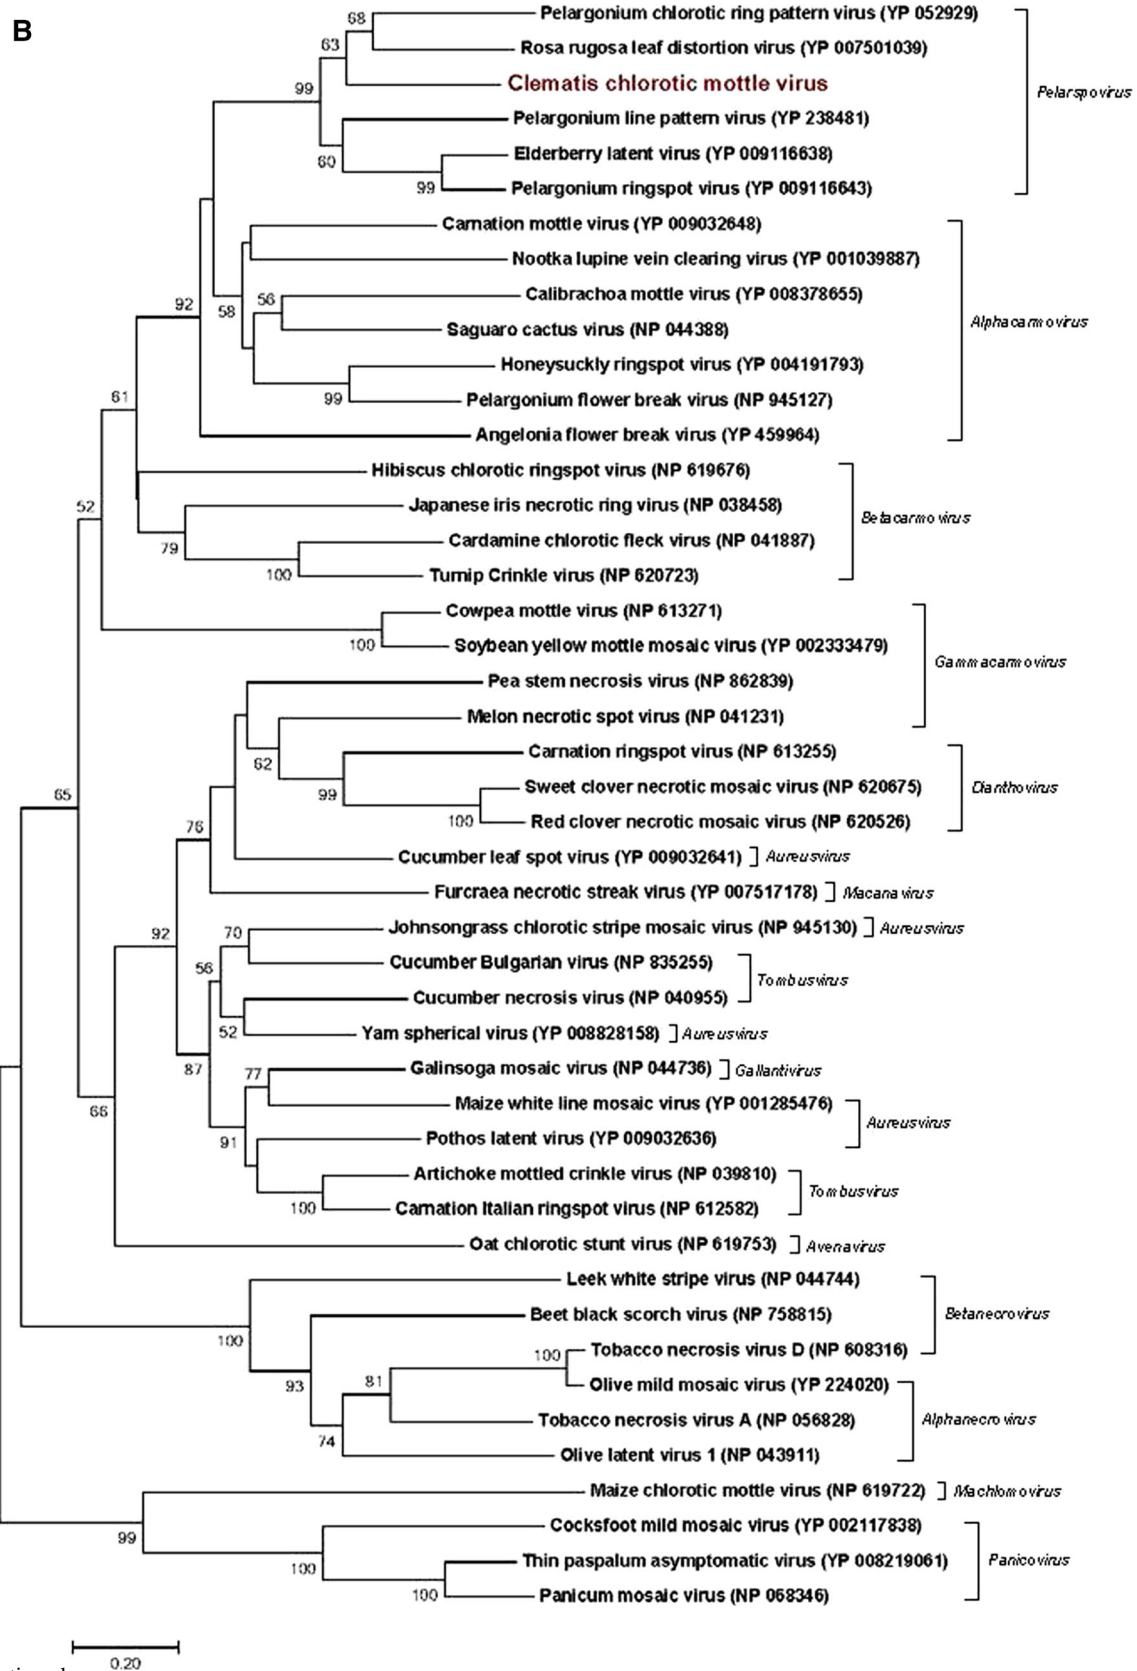 B
68
Pelargonium chlorotic ring pattern virus (YP 052929)
63
Rosa rugosa leaf distortion virus (YP 007501039)
99
Clematis chlorotic mottle virus
Pelarspovirus
Pelargonium line pattern virus (YP 238481)
60
Elderberry latent virus (YP 009116638)
99
Pelargonium ringspot virus (YP 009116643)
Carnation mottle virus (YP 009032648)
Nootka lupine vein clearing virus (YP 001039887)
92
58
56
Calibrachoa mottle virus (YP 008378655)
Alphacarmovirus
Saguaro cactus virus (NP 044388)
Honeysuckly ringspot virus (YP 004191793)
99
Pelargonium flower break virus (NP 945127)
61
Angelonia flower break virus (YP 459964)
Hibiscus chlorotic ringspot virus (NP 619676)
52
Japanese iris necrotic ring virus (NP 038458)
Betacarmovirus
79
Cardamine chlorotic fleck virus (NP 041887)
100
Turnip Crinkle virus (NP 620723)
Cowpea mottle virus (NP 613271)
100
Soybean yellow mottle mosaic virus (YP 002333479)
Gammacarmovirus
Pea stem necrosis virus (NP 862839)
Melon necrotic spot virus (NP 041231)
62
Carnation ringspot virus (NP 613255)
65
99
Sweet clover necrotic mosaic virus (NP 620675)
Dianthovirus
76
100
Red clover necrotic mosaic virus (NP 620526)
Cucumber leaf spot virus (YP 009032641)
Aureusvirus
Furcraea necrotic streak virus (YP 007517178)
Macanavirus
92
70
Johnsongrass chlorotic stripe mosaic virus (NP 945130)
Aureusvirus
56
Cucumber Bulgarian virus (NP 835255)
Tombusvirus
Cucumber necrosis virus (NP 040955)
52
Yam spherical virus (YP 008828158)
Aureusvirus
87
77
Galinsoga mosaic virus (NP 044736)
Gallantivirus
66
Maize white line mosaic virus (YP 001285476)
Aureusvirus
91
Pothos latent virus (YP 009032636)
Artichoke mottled crinkle virus (NP 039810)
Tombusvirus
100
Carnation Italian ringspot virus (NP 612582)
Oat chlorotic stunt virus (NP 619753)
Avenavirus
Leek white stripe virus (NP 044744)
Beet black scorch virus (NP 758815)
Betanecrovirus
100
100
Tobacco necrosis virus D (NP 608316)
93
81
Olive mild mosaic virus (YP 224020)
Tobacco necrosis virus A (NP 056828)
Alphanecrovirus
74
Olive latent virus 1 (NP 043911)
Maize chlorotic mottle virus (NP 619722)
Machlomovirus
99
Cocksfoot mild mosaic virus (YP 002117838)
100
Thin paspalum asymptomatic virus (YP 008219061)
Panicovirus
100
Panicum mosaic virus (NP 068346)
0.20